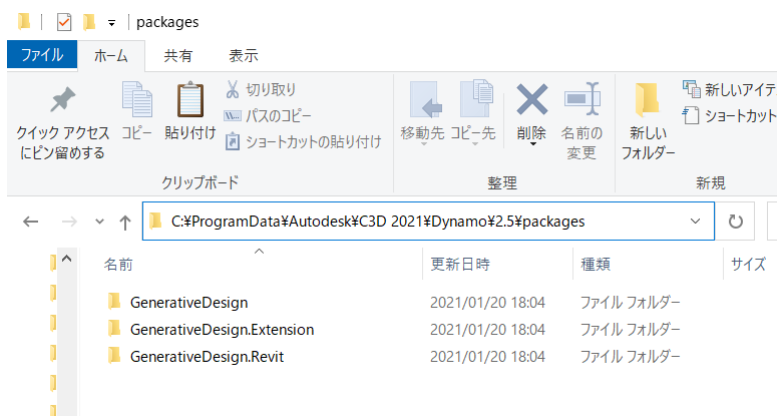 packages
ファイル ホーム 共有 表示
クイック アクセス
にピン留めする
コピー
貼り付け
切り取り
パスのコピー
ショートカットの貼り付け
クリップボード
移動先
コピー先
削除
名前の
変更
整理
新しい
フォルダー
新しいアイテ
ショートカット
新規
C:¥ProgramData¥Autodesk¥C3D 2021¥Dynamo¥2.5¥packages
名前 更新日時 種類 サイズ
GenerativeDesign 2021/01/20 18:04 ファイル フォルダー
GenerativeDesign.Extension 2021/01/20 18:04 ファイル フォルダー
GenerativeDesign.Revit 2021/01/20 18:04 ファイル フォルダー